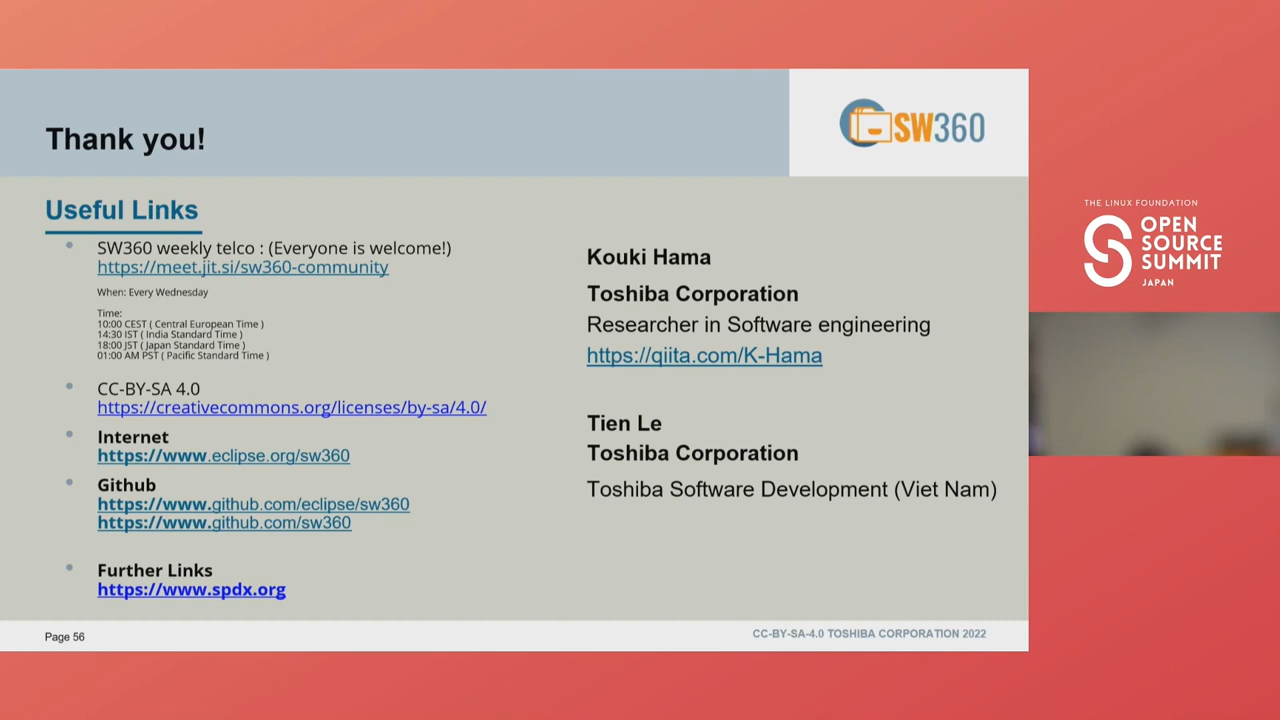 Thank you!
SW360
Useful Links
SW360 weekly telco : (Everyone is welcome!)
https://meet.jit.si/sw360-community
When: Every Wednesday
Time:
10:00 CEST ( Central European Time )
14:30 IST ( India Standard Time )
18:00 JST ( Japan Standard Time )
01:00 AM PST ( Pacific Standard Time )
CC-BY-SA 4.0
https://creativecommons.org/licenses/by-sa/4.0/
Internet
https://www.eclipse.org/sw360
Github
https://www.github.com/eclipse/sw360
https://www.github.com/sw360
Further Links
https://www.spdx.org
Kouki Hama
Toshiba Corporation
Researcher in Software engineering
https://qiita.com/K-Hama
Tien Le
Toshiba Corporation
Toshiba Software Development (Viet Nam)
Page 56
CC-BY-SA-4.0 TOSHIBA CORPORATION 2022
THE LINUX FOUNDATION
OPEN
SOURCE
SUMMIT
JAPAN